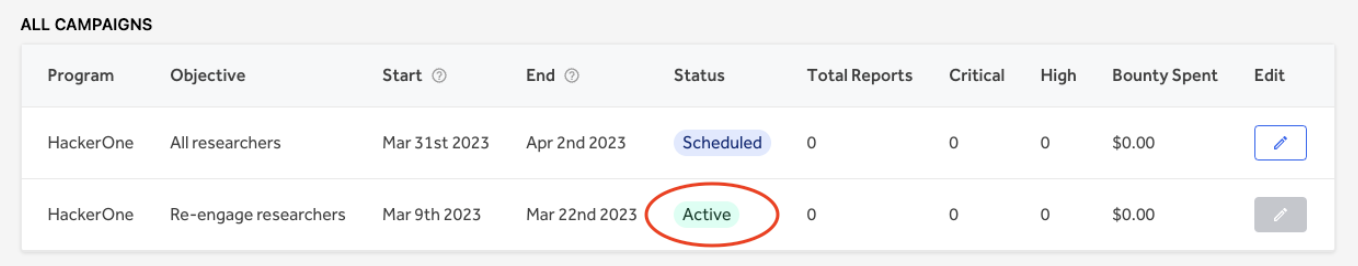 ALL CAMPAIGNS
Program Objective Start End Status Total Reports Critical High Bounty Spent Edit
HackerOne All researchers Mar 31st 2023 Apr 2nd 2023 Scheduled 0 0 0 $0.00
HackerOne Re-engage researchers Mar 9th 2023 Mar 22nd 2023 Active 0 0 0 $0.00